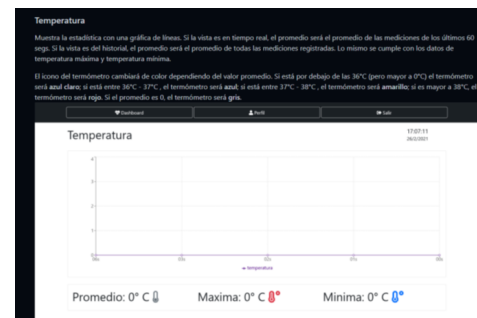 Temperatura
Muestra la estadística con una gráfica de líneas. Si la vista es en tiempo real, el promedio será el promedio de las mediciones de los últimos 60
segs. Si la vista es del historial, el promedio será el promedio de todas las mediciones registradas. Lo mismo se cumple con los datos de
temperatura máxima y temperatura mínima.
El icono del termómetro cambiará de color dependiendo del valor promedio. Si está por debajo de las 36°C (pero mayor a 0°C) el termómetro
será azul claro; si está entre 36°C - 37°C , el termómetro será azul; si está entre 37°C - 38°C , el termómetro será amarillo; si es mayor a 38°C, el
termómetro será rojo. Si el promedio es 0, el termómetro será gris.
Dashboard Perfil Salir
Temperatura
17:07:11
26/2/2021
4
3
2
1
0
temperatura
Promedio: 0° C Maxima: 0° C Minima: 0° C